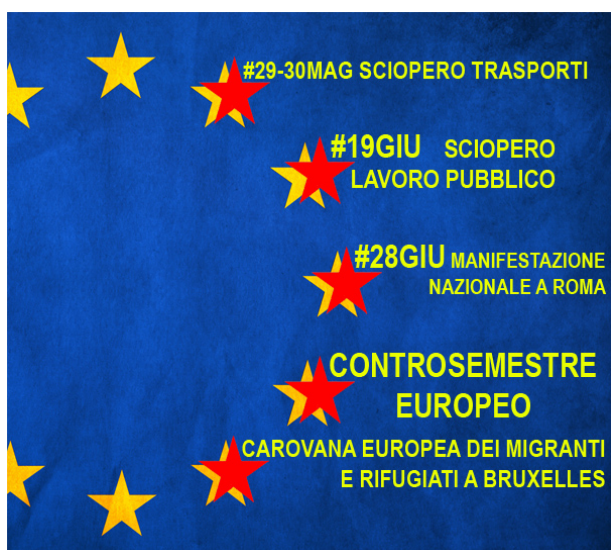 #29-30MAG SCIOPERO TRASPORTI
#19GIU SCIOPERO
LAVORO PUBBLICO
#28GIU MANIFESTAZIONE
NAZIONALE A ROMA
CONTROSEMESTRE
EUROPEO
CAROVANA EUROPEA DEI MIGRANTI
E RIFUGIATI A BRUXELLES